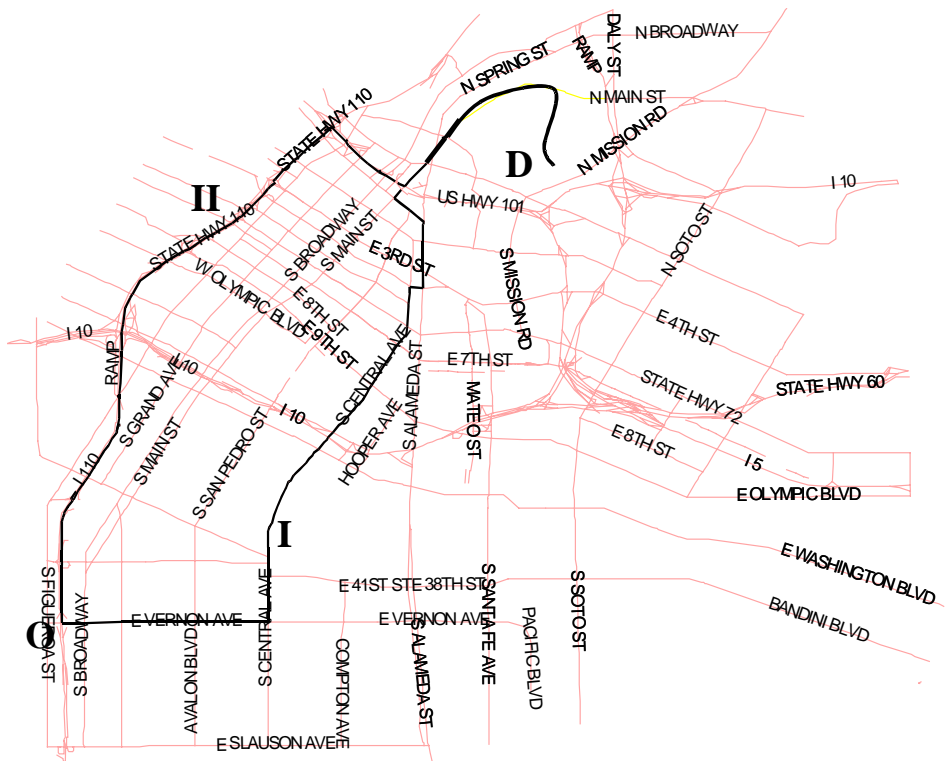 N BROADWAY
DALY ST
RAMP
N SPRING ST
N MAIN ST
STATE HWY 110
N MISSION RD
D
I 10
II
US HWY 101
STATE HWY 110
S BROADWAY
S MAIN ST
E 3RD ST
N SOTO ST
S MISSION RD
W OLYMPIC BLVD
E 8TH ST
E 9TH ST
E 4TH ST
I 10
RAMP
I 10
E 7TH ST
S CENTRAL AVE
S ALAMEDA ST
STATE HWY 60
STATE HWY 72
S GRAND AVE
I 10
MATEO ST
HOOPER AVE
S MAIN ST
SAN PEDRO ST
E 8TH ST
I 5
I 110
E OLYMPIC BLVD
I
E WASHINGTON BLVD
E 41ST ST
E 38TH ST
S FIGUEROA ST
S BROADWAY
S CENTRAL AVE
S SANTA FE AVE
S SOTO ST
BANDINI BLVD
O
E VERNON AVE
E VERNON AVE
AVALON BLVD
COMPTON AVE
S ALAMEDA ST
PACIFIC BLVD
E SLAUSON AVE